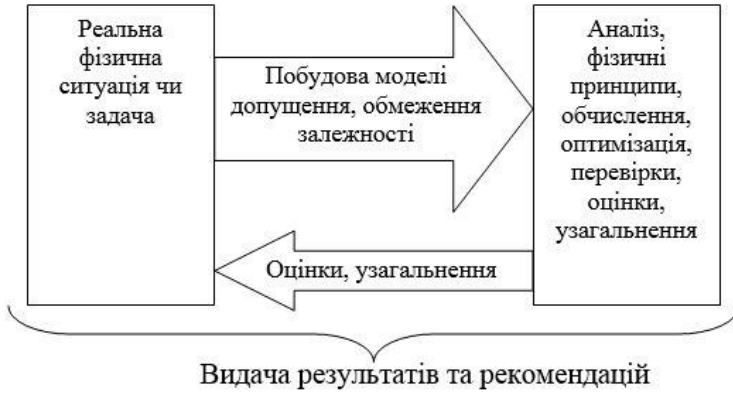 Реальна
фізична
ситуація чи
задача
Побудова моделі
допущення, обмеження
залежності
Аналіз,
фізичні
принципи,
обчислення,
оптимізація,
перевірки,
оцінки,
узагальнення
Оцінки, узагальнення
Видача результатів та рекомендацій